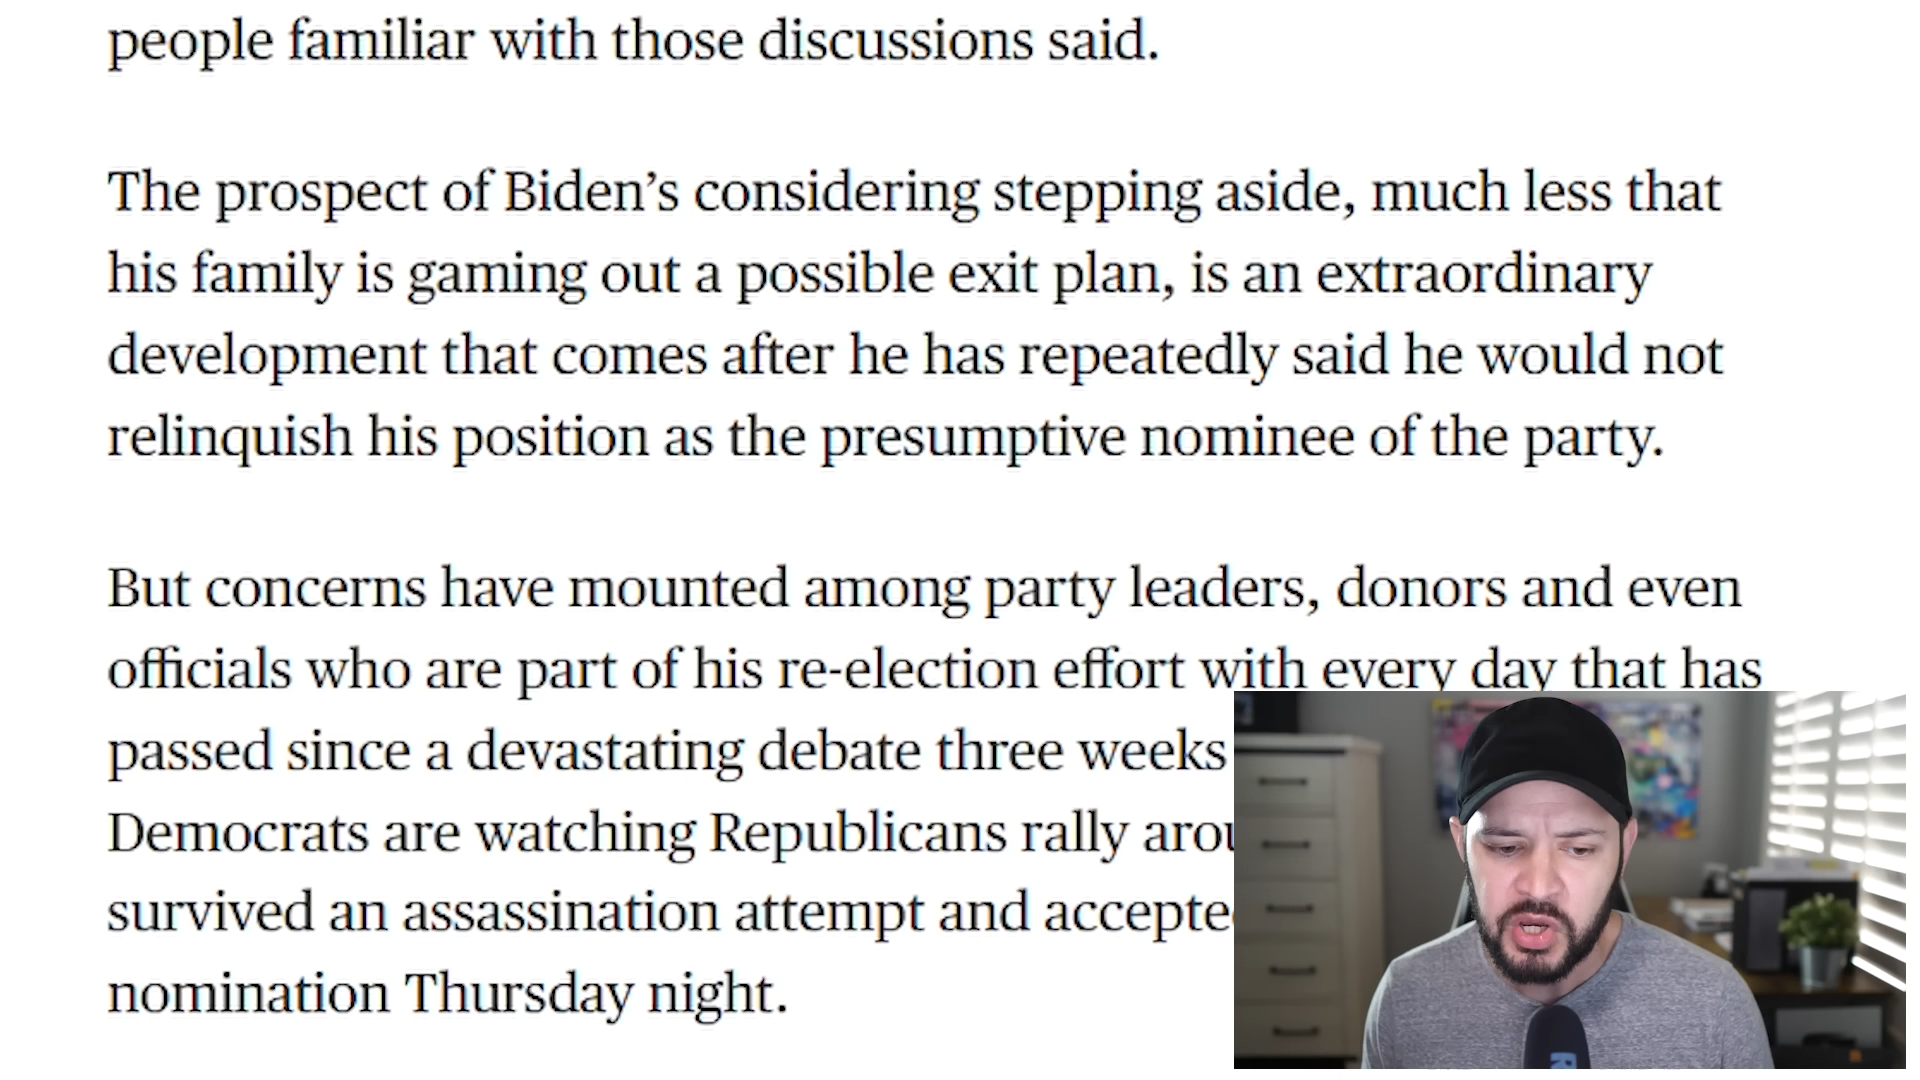 people familiar with those discussions said.
The prospect of Biden’s considering stepping aside, much less that
his family is gaming out a possible exit plan, is an extraordinary
development that comes after he has repeatedly said he would not
relinquish his position as the presumptive nominee of the party.
But concerns have mounted among party leaders, donors and even
officials who are part of his re-election effort with every day that has
passed since a devastating debate three weeks
Democrats are watching Republicans rally
survived an assassination attempt and
nomination Thursday night.